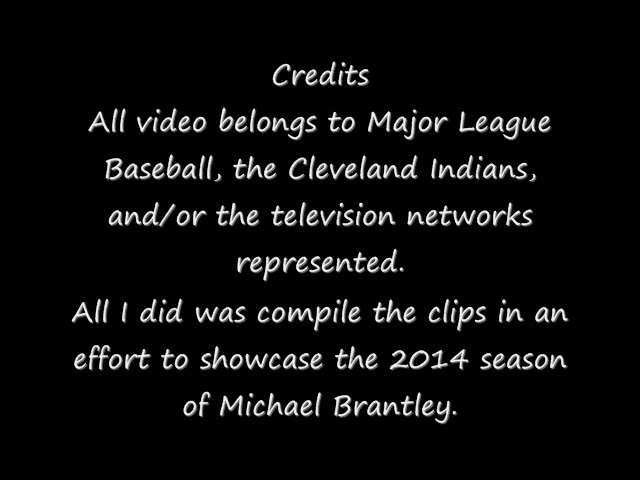 Credits
All video belongs to Major League
Baseball, the Cleveland Indians,
and/or the television networks
represented.
All I did was compile the clips in an
effort to showcase the 2014 season
of Michael Brantley.